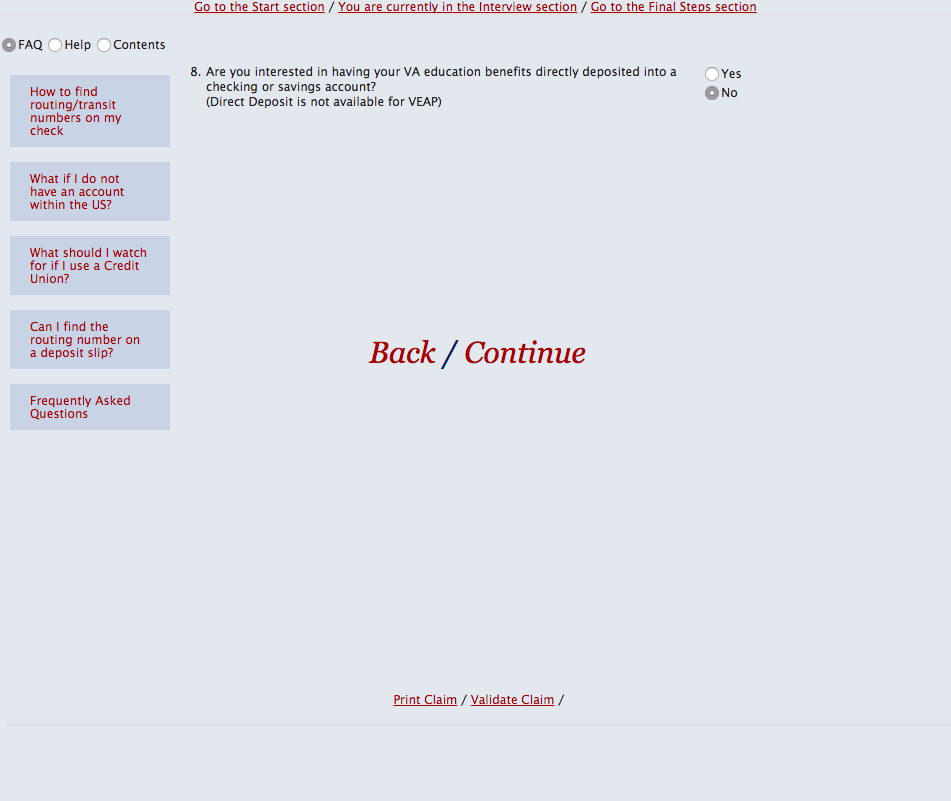 Go to the Start section / You are currently in the Interview section / Go to the Final Steps section
FAQ Help Contents
8. Are you interested in having your VA education benefits directly deposited into a
checking or savings account?
(Direct Deposit is not available for VEAP)
Yes
No
How to find
routing/transit
numbers on my
check
What if I do not
have an account
within the US?
What should I watch
for if I use a Credit
Union?
Can I find the
routing number on
a deposit slip?
Frequently Asked
Questions
Back / Continue
Print Claim / Validate Claim /